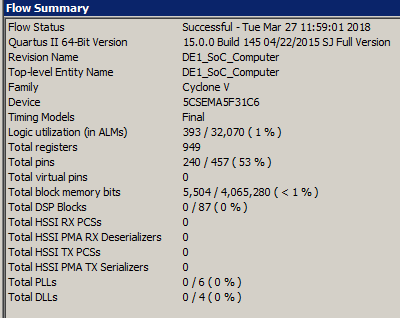 Flow Summary
Flow Status Successful - Tue Mar 27 11:59:01 2018
Quartus II 64-Bit Version 15.0.0 Build 145 04/22/2015 SJ Full Version
Revision Name DE1_SoC_Computer
Top-level Entity Name DE1_SoC_Computer
Family Cyclone V
Device 5CSEMA5F31C6
Timing Models Final
Logic utilization (in ALMs) 393 / 32,070 ( 1 % )
Total registers 949
Total pins 240 / 457 ( 53 % )
Total virtual pins 0
Total block memory bits 5,504 / 4,065,280 ( < 1 % )
Total DSP Blocks 0 / 87 ( 0 % )
Total HSSI RX PCSs 0
Total HSSI PMA RX Deserializers 0
Total HSSI TX PCSs 0
Total HSSI PMA TX Serializers 0
Total PLLs 0 / 6 ( 0 % )
Total DLLs 0 / 4 ( 0 % )